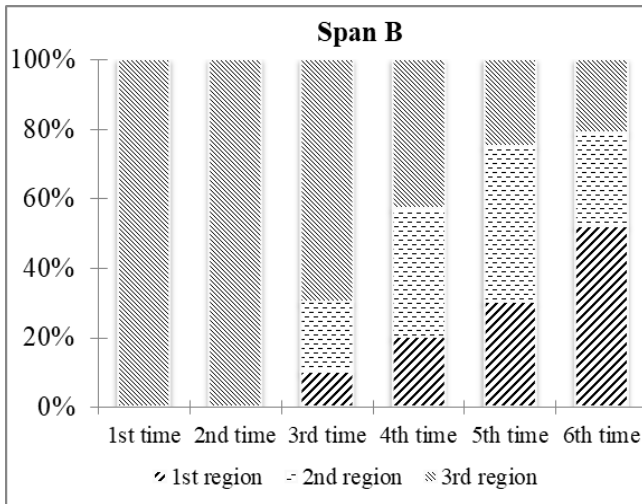 Span B
100%
80%
60%
40%
20%
0%
1st time 2nd time 3rd time 4th time 5th time 6th time
1st region 2nd region 3rd region